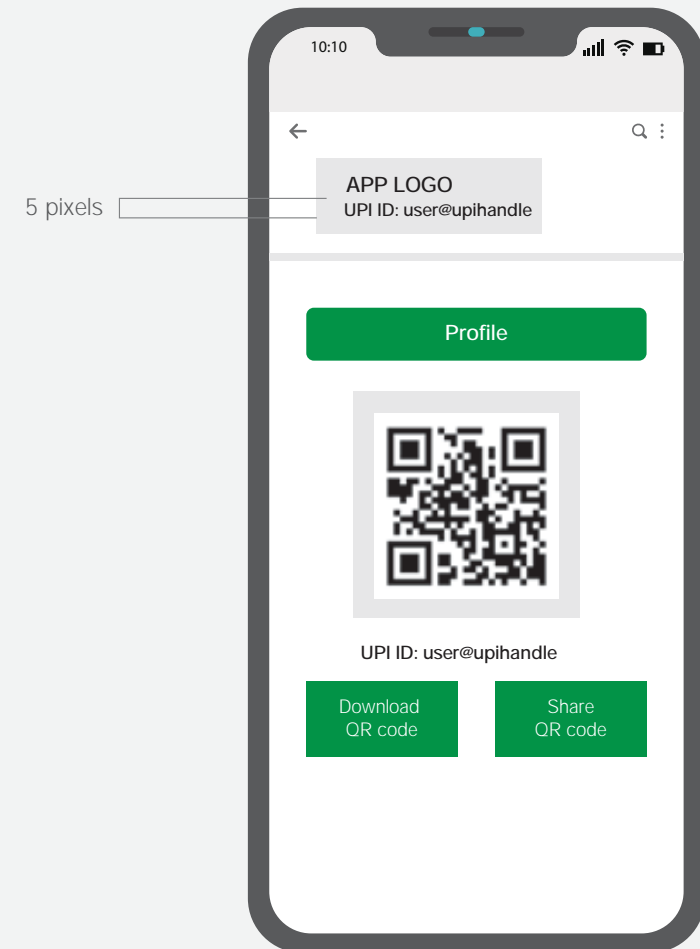 10:10
APP LOGO
5 pixels
UPI ID: user@upihandle
Profile
UPI ID: user@upihandle
Download
QR code
Share
QR code